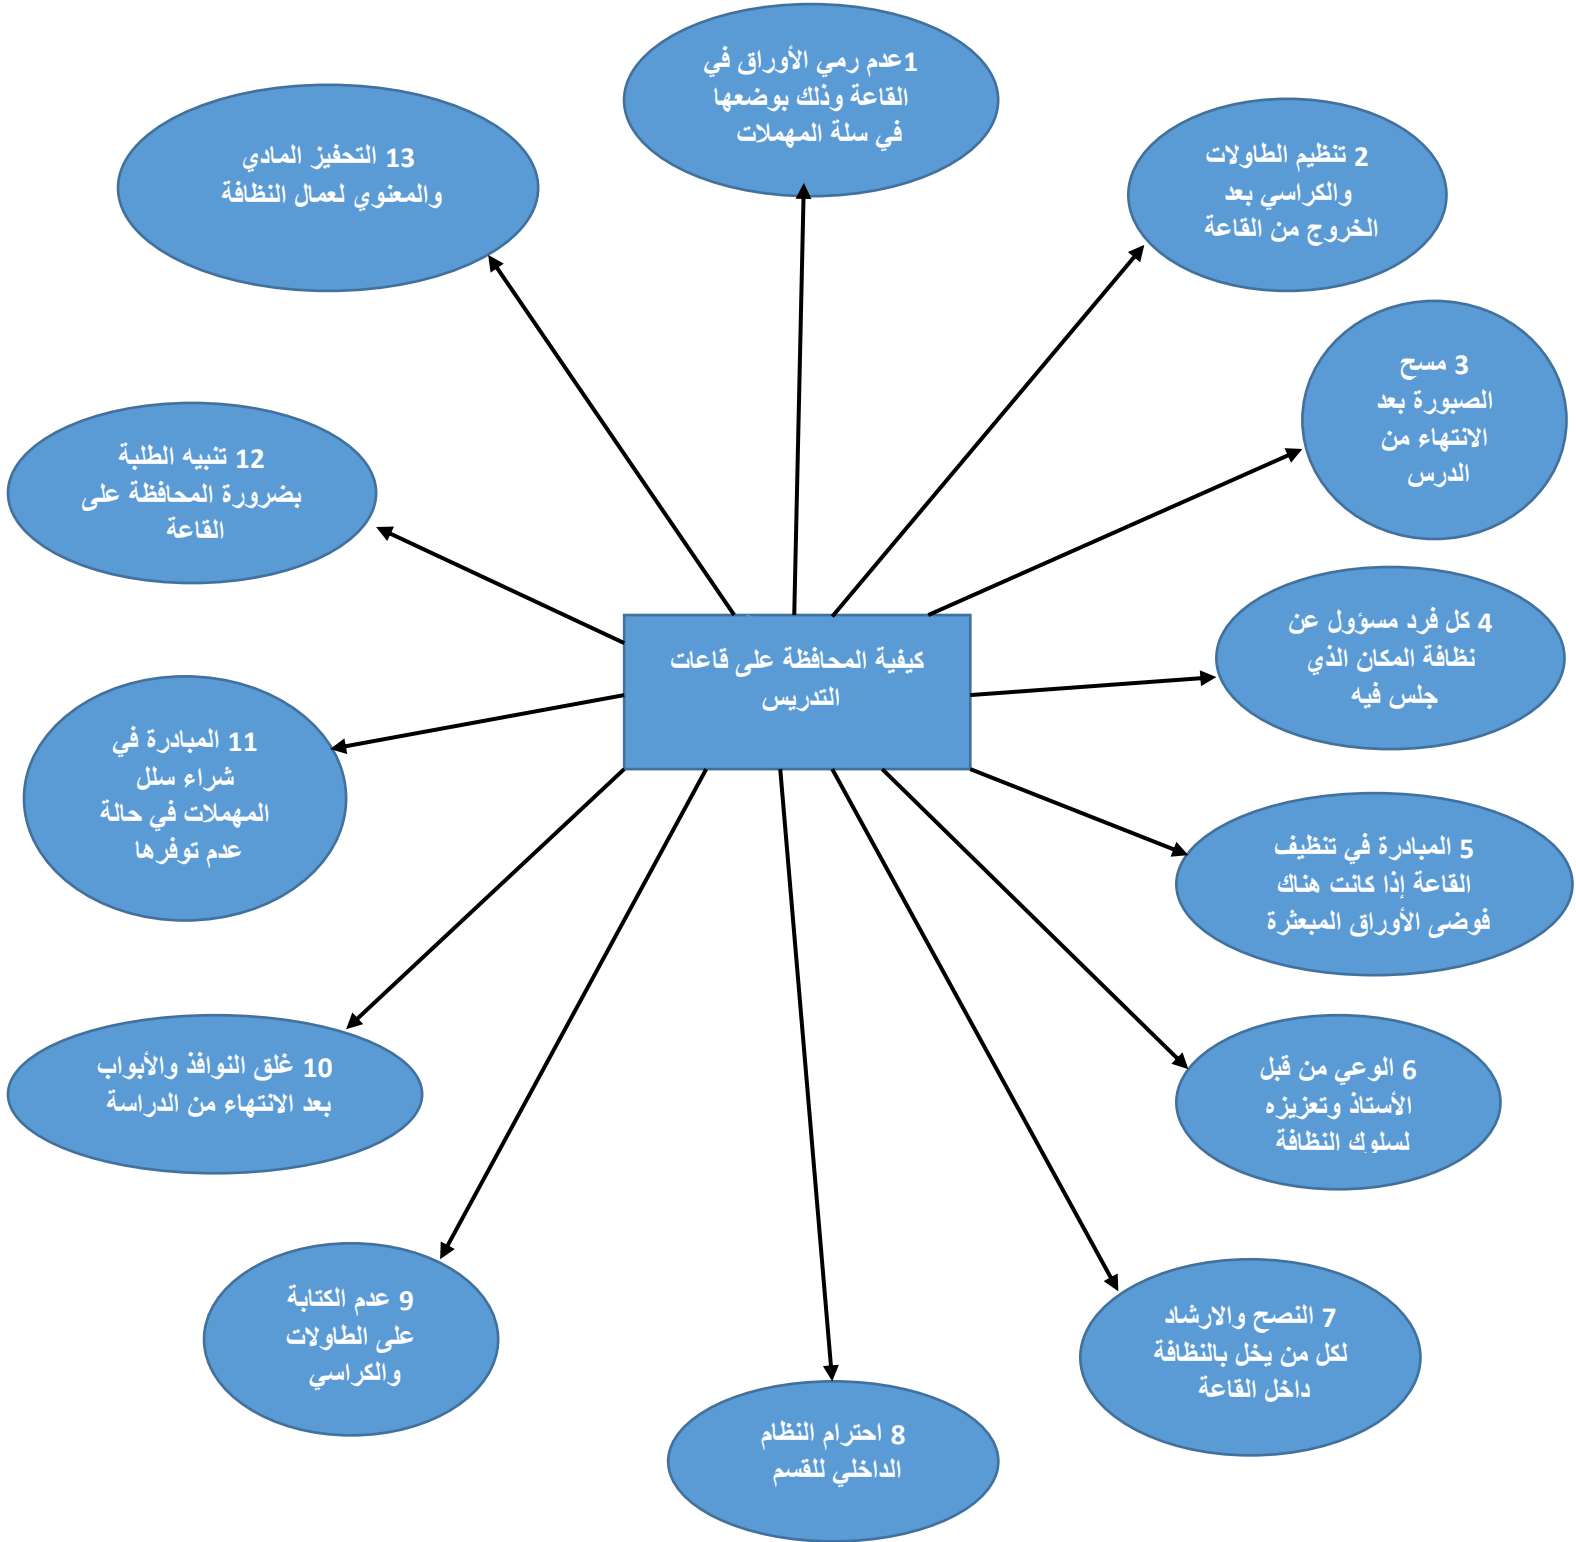 كيفية المحافظة على قاعات
التدريس
1عدم رمي الأوراق في
القاعة وذلك بوضعها
في سلة المهملات
2 تنظيم الطاولات
والكراسي بعد
الخروج من القاعة
3 مسح
الصبورة بعد
الانتهاء من
الدرس
4 كل فرد مسؤول عن
نظافة المكان الذي
جلس فيه
5 المبادرة في تنظيف
القاعة إذا كانت هناك
فوضى الأوراق المبعثرة
6 الوعي من قبل
الأستاذ وتعزيزه
لسلوك النظافة
7 النصح والارشاد
لكل من يخل بالنظافة
داخل القاعة
8 احترام النظام
الداخلي للقسم
9 عدم الكتابة
على الطاولات
والكراسي
10 غلق النوافذ والأبواب
بعد الانتهاء من الدراسة
11 المبادرة في
شراء سلل
المهملات في حالة
عدم توفرها
12 تنبيه الطلبة
بضرورة المحافظة على
القاعة
13 التحفيز المادي
والمعنوي لعمال النظافة